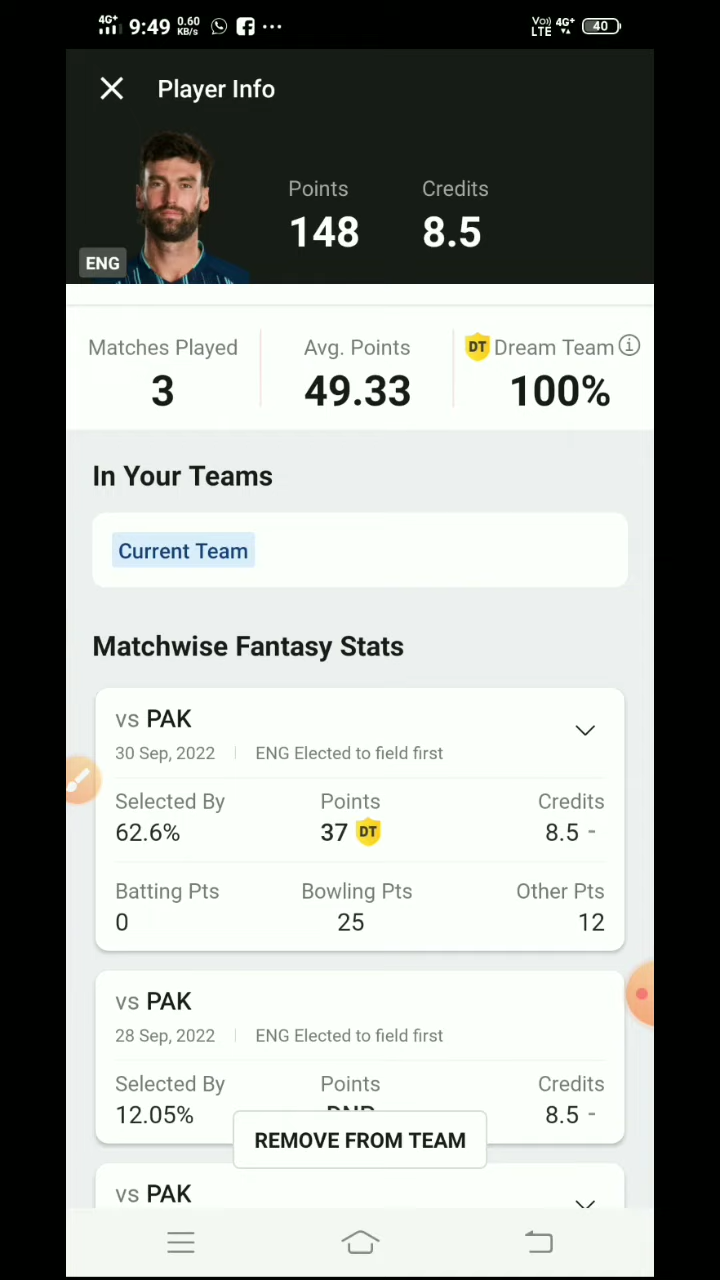 4G+ 9:49 0.60 KB/s ... Vo) LTE 4G+ 40
Player Info
Points Credits
148 8.5
ENG
Matches Played Avg. Points DT Dream Team i
3 49.33 100%
In Your Teams
Current Team
Matchwise Fantasy Stats
vs PAK
30 Sep, 2022 ENG Elected to field first
Selected By Points Credits
62.6% 37 DT 8.5 -
Batting Pts Bowling Pts Other Pts
0 25 12
vs PAK
28 Sep, 2022 ENG Elected to field first
Selected By Points Credits
12.05% 8.5 -
REMOVE FROM TEAM
vs PAK